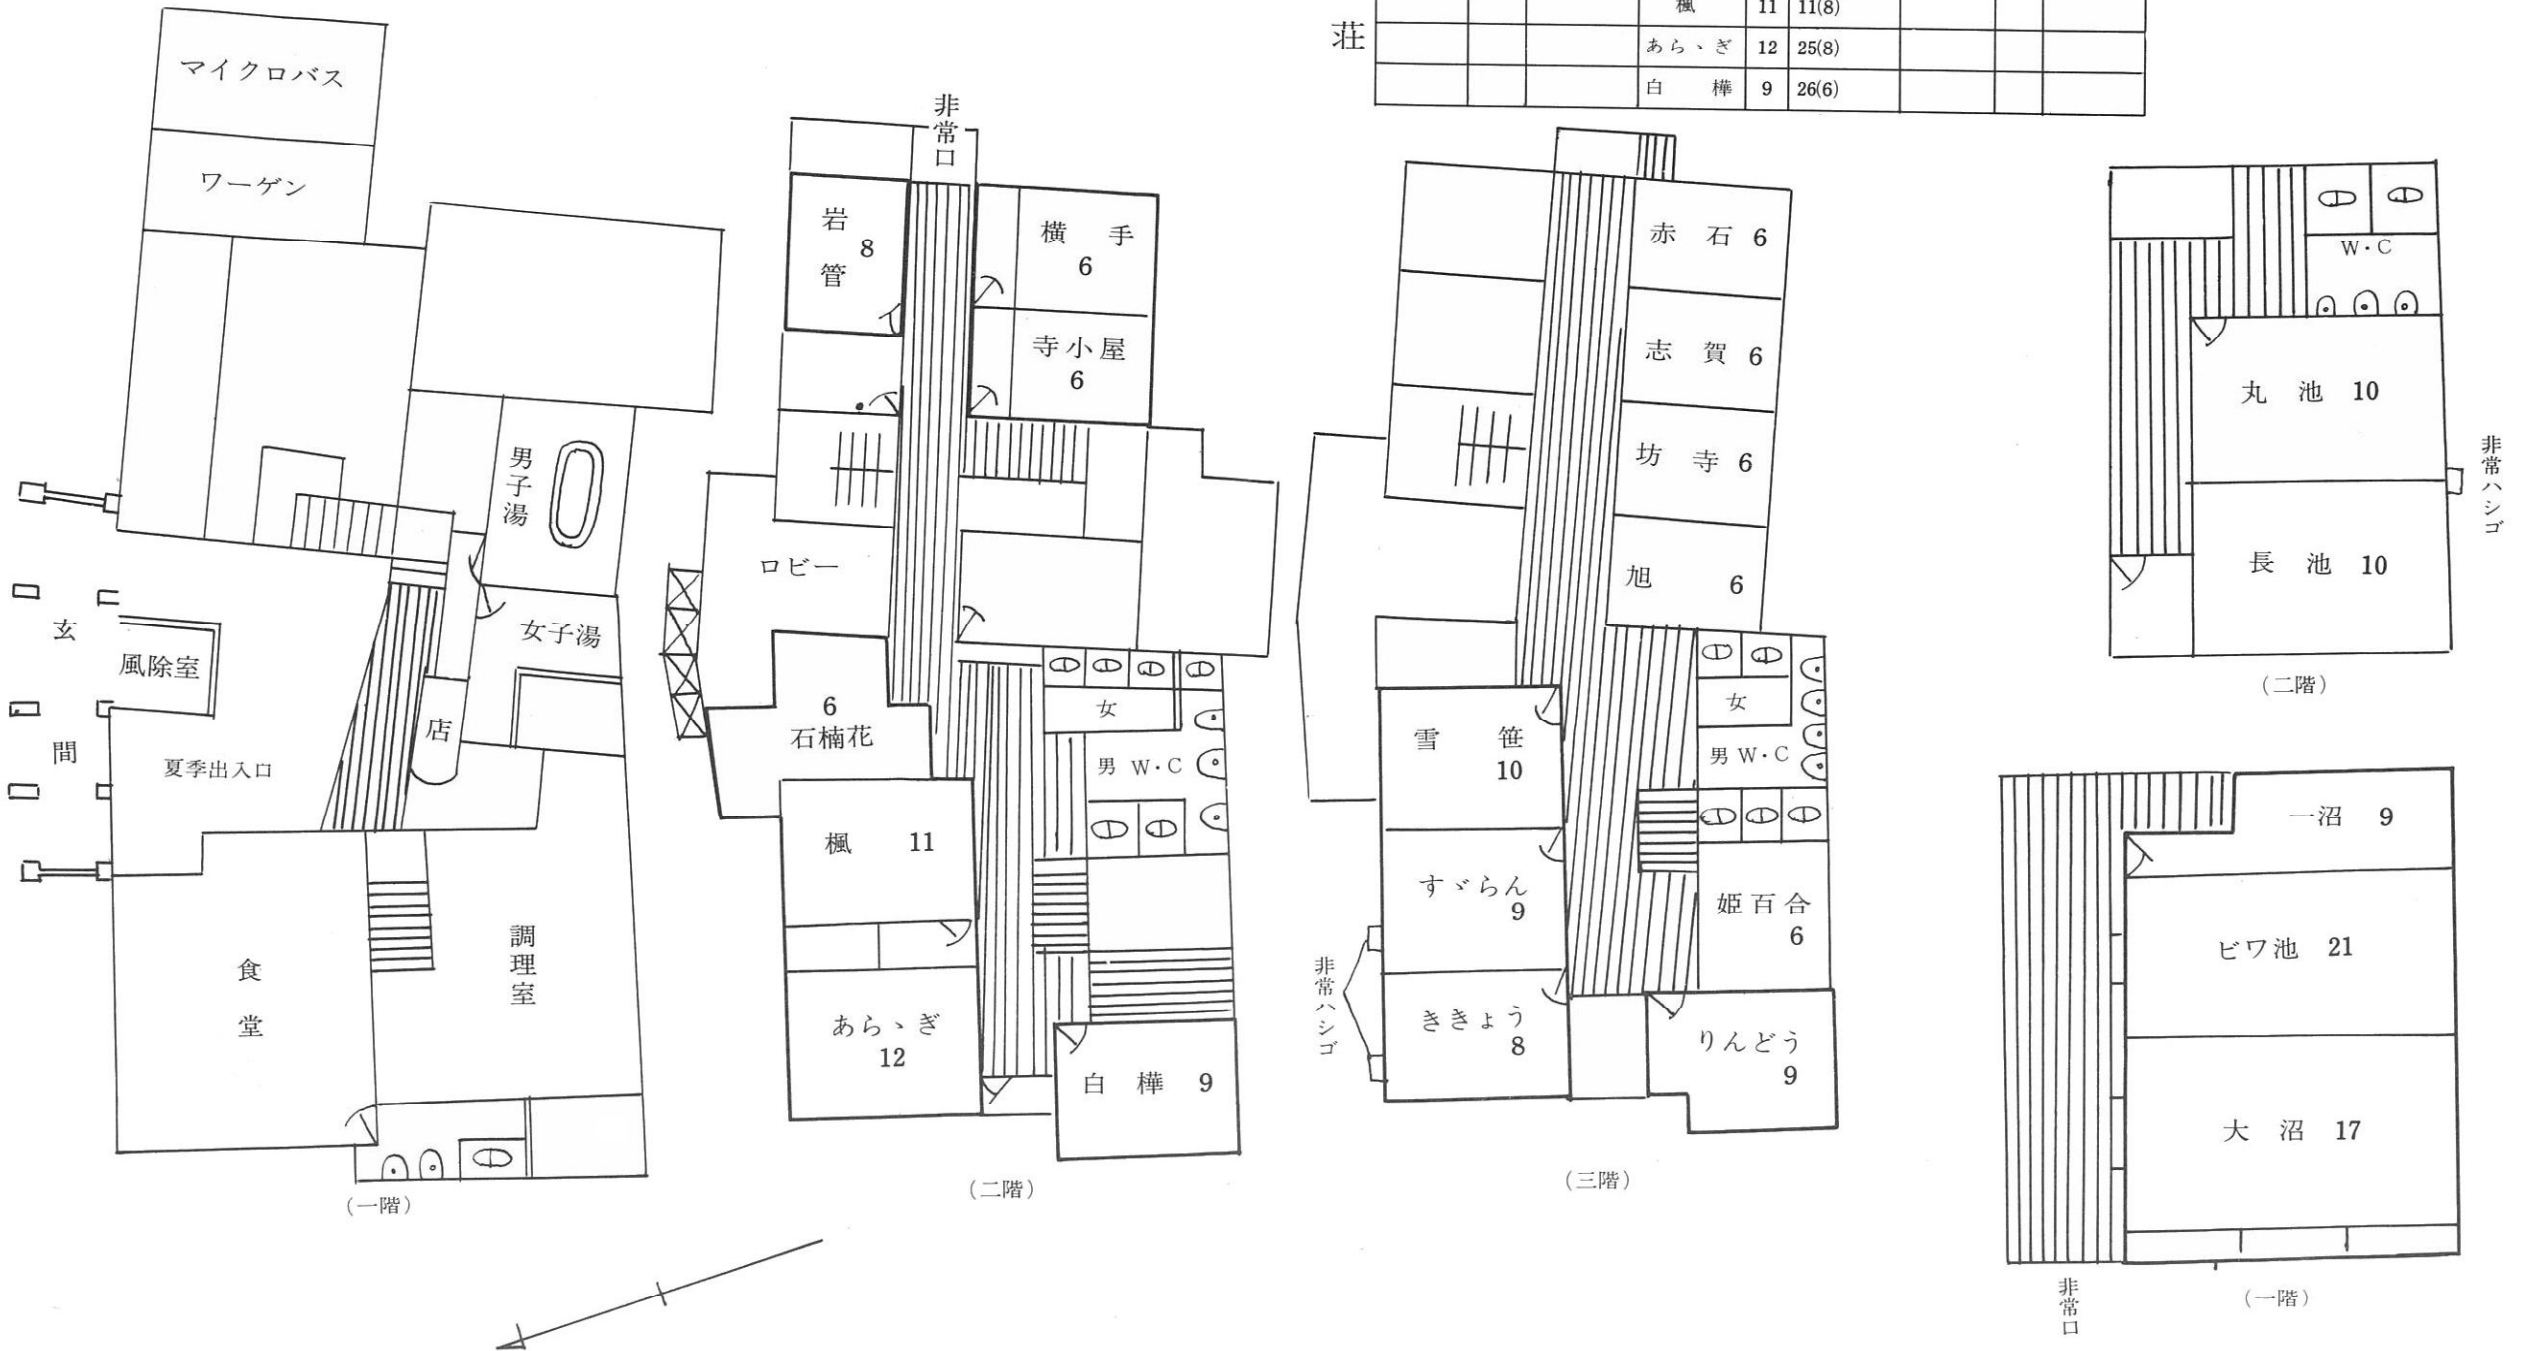 荘
楓 11 11(8)
あらゝぎ 12 25(8)
白樺 9 26(6)
マイクロバス
ワーゲン
男子湯
女子湯
玄間
風除室
店
夏季出入口
食堂
調理室
(一階)
非常口
岩管 8
横手
6
寺小屋
6
ロビー
6
石楠花
女
男 W・C
楓 11
あらゝぎ
12
白樺 9
(二階)
赤石 6
志賀 6
坊寺 6
旭 6
女
男 W・C
雪笹
10
すゞらん
9
ききょう
8
姫百合
6
りんどう
9
非常ハシゴ
(三階)
W・C
丸池 10
長池 10
非常ハシゴ
(二階)
一沼 9
ビワ池 21
大沼 17
非常口
(一階)